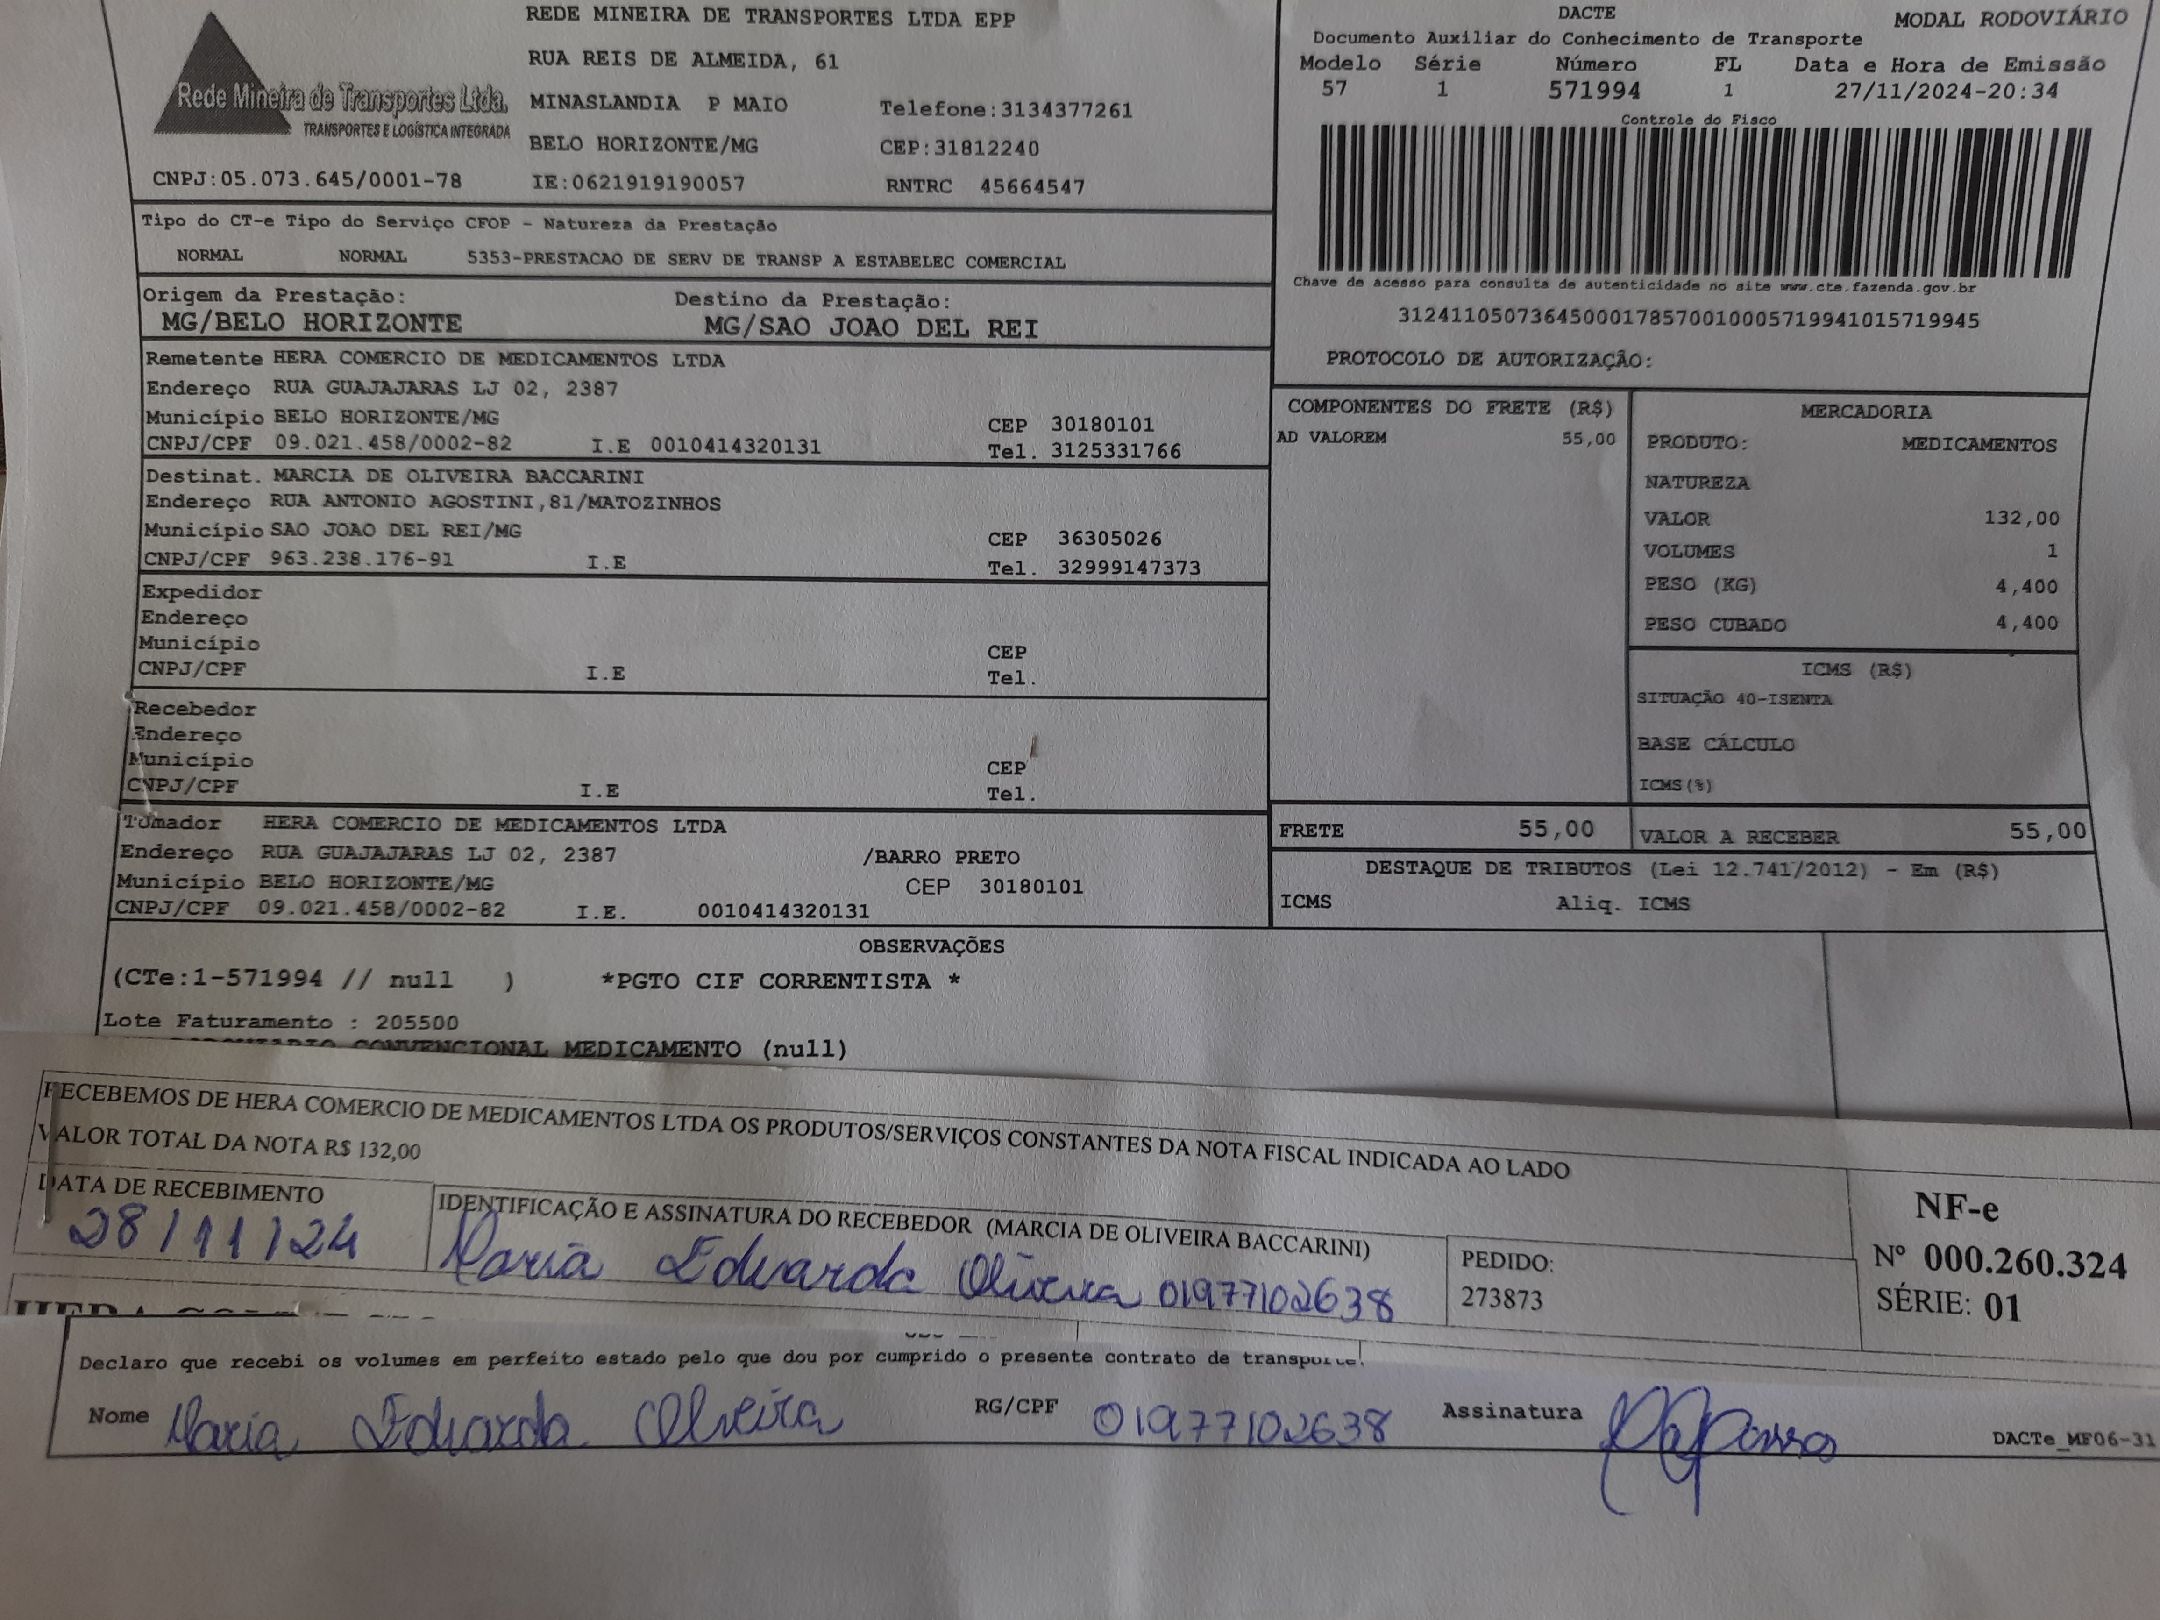 Rede Mineira de Transportes Ltda.
TRANSPORTES E LOGÍSTICA INTEGRADA
CNPJ:05.073.645/0001-78
REDE MINEIRA DE TRANSPORTES LTDA EPP
RUA REIS DE ALMEIDA, 61
MINASLANDIA P MAIO Telefone:3134377261
BELO HORIZONTE/MG CEP:31812240
IE:0621919190057 RNTRC 45664547
DACTE MODAL RODOVIÁRIO
Documento Auxiliar do Conhecimento de Transporte
Modelo Série Número FL Data e Hora de Emissão
57 1 571994 1 27/11/2024-20:34
Controle do Fisco
Chave de acesso para consulta de autenticidade no site www.cte.fazenda.gov.br
31241105073645000178570010005719941015719945
PROTOCOLO DE AUTORIZAÇÃO:
Tipo do CT-e Tipo do Serviço CFOP - Natureza da Prestação
NORMAL NORMAL 5353-PRESTACAO DE SERV DE TRANSP A ESTABELEC COMERCIAL
Origem da Prestação: Destino da Prestação:
MG/BELO HORIZONTE MG/SAO JOAO DEL REI
Remetente HERA COMERCIO DE MEDICAMENTOS LTDA
Endereço RUA GUAJAJARAS LJ 02, 2387
Município BELO HORIZONTE/MG CEP 30180101
CNPJ/CPF 09.021.458/0002-82 I.E 0010414320131 Tel. 3125331766
Destinat. MARCIA DE OLIVEIRA BACCARINI
Endereço RUA ANTONIO AGOSTINI,81/MATOZINHOS
Município SAO JOAO DEL REI/MG CEP 36305026
CNPJ/CPF 963.238.176-91 I.E Tel. 32999147373
Expedidor
Endereço
Município CEP
CNPJ/CPF I.E Tel.
Recebedor
Endereço
Município CEP
CNPJ/CPF I.E Tel.
Tomador HERA COMERCIO DE MEDICAMENTOS LTDA
Endereço RUA GUAJAJARAS LJ 02, 2387 /BARRO PRETO
Município BELO HORIZONTE/MG CEP 30180101
CNPJ/CPF 09.021.458/0002-82 I.E. 0010414320131
COMPONENTES DO FRETE (R$)
AD VALOREM 55,00
MERCADORIA
PRODUTO: MEDICAMENTOS
NATUREZA
VALOR 132,00
VOLUMES 1
PESO (KG) 4,400
PESO CUBADO 4,400
ICMS (R$)
SITUAÇÃO 40-ISENTA
BASE CÁLCULO
ICMS(%)
FRETE 55,00 VALOR A RECEBER 55,00
DESTAQUE DE TRIBUTOS (Lei 12.741/2012) - Em (R$)
ICMS Aliq. ICMS
OBSERVAÇÕES
(CTe:1-571994 // null ) *PGTO CIF CORRENTISTA *
Lote Faturamento : 205500
CONVENCIONAL MEDICAMENTO (null)
RECEBEMOS DE HERA COMERCIO DE MEDICAMENTOS LTDA OS PRODUTOS/SERVIÇOS CONSTANTES DA NOTA FISCAL INDICADA AO LADO
VALOR TOTAL DA NOTA R$ 132,00
DATA DE RECEBIMENTO
28/11/24
IDENTIFICAÇÃO E ASSINATURA DO RECEBEDOR (MARCIA DE OLIVEIRA BACCARINI)
Maria Eduarda Oliveira 01977102638
PEDIDO:
273873
NF-e
Nº 000.260.324
SÉRIE: 01
Declaro que recebi os volumes em perfeito estado pelo que dou por cumprido o presente contrato de transporte.
Nome Maria Eduarda Oliveira RG/CPF 01977102638 Assinatura
DACTe_MF06-31